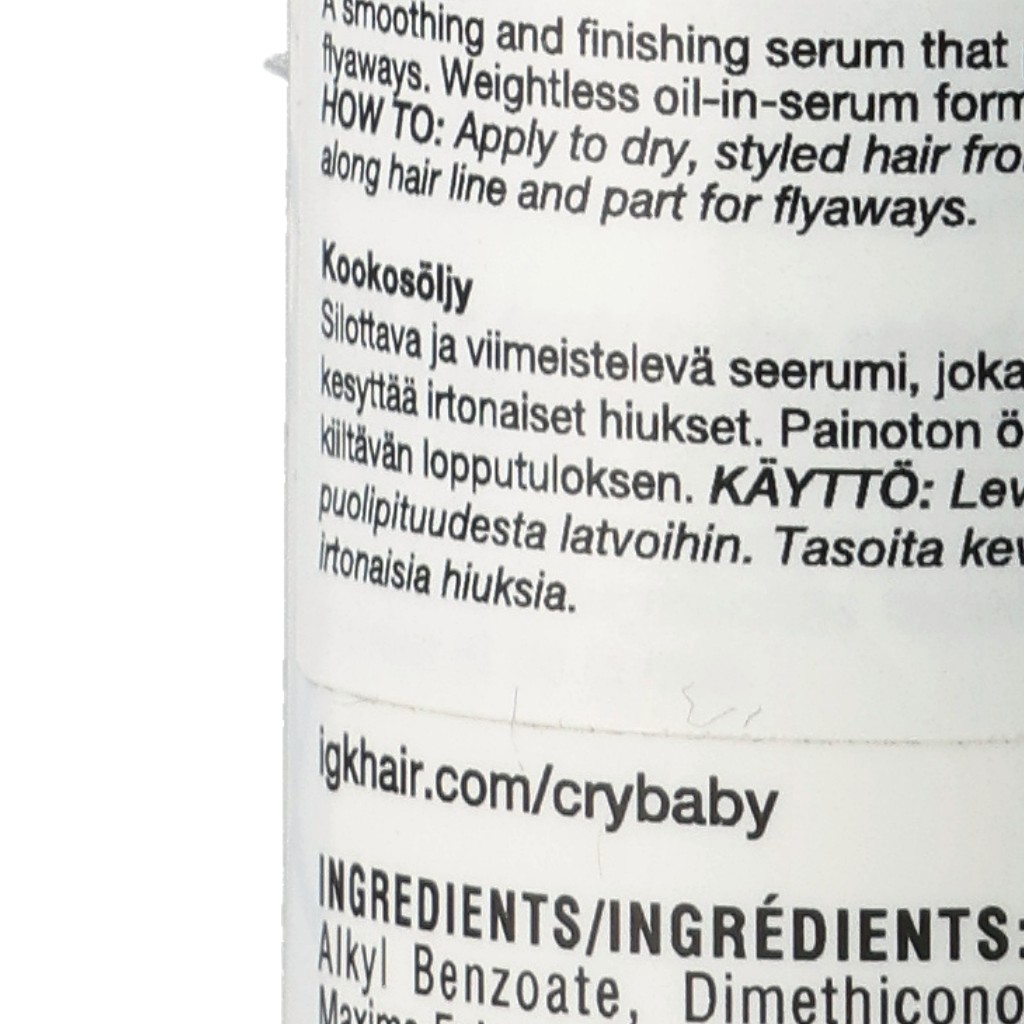 A smoothing and finishing serum that
flyaways. Weightless oil-in-serum form
HOW TO: Apply to dry, styled hair fro
along hair line and part for flyaways.
Kookosõljy
Silottava ja viimeistelevä seerumi, joka
kesyttää irtonaiset hiukset. Painoton ö
kiiltävän lopputuloksen. KÄYTTÖ: Lev
puolipituudesta latvoihin. Tasoita kev
irtonaisia hiuksia.
igkhair.com/crybaby
INGREDIENTS/INGRÉDIENTS:
Alkyl Benzoate, Dimethicono